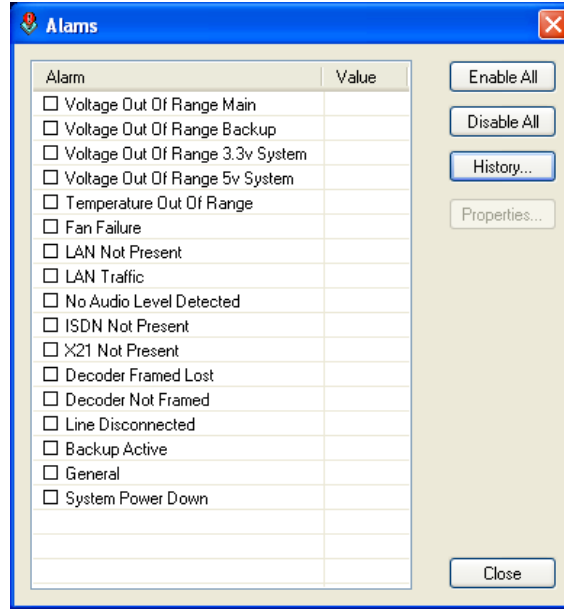 Alams
Alarm Value
Voltage Out Of Range Main
Voltage Out Of Range Backup
Voltage Out Of Range 3.3v System
Voltage Out Of Range 5v System
Temperature Out Of Range
Fan Failure
LAN Not Present
LAN Traffic
No Audio Level Detected
ISDN Not Present
X21 Not Present
Decoder Framed Lost
Decoder Not Framed
Line Disconnected
Backup Active
General
System Power Down
Enable All
Disable All
History...
Properties...
Close